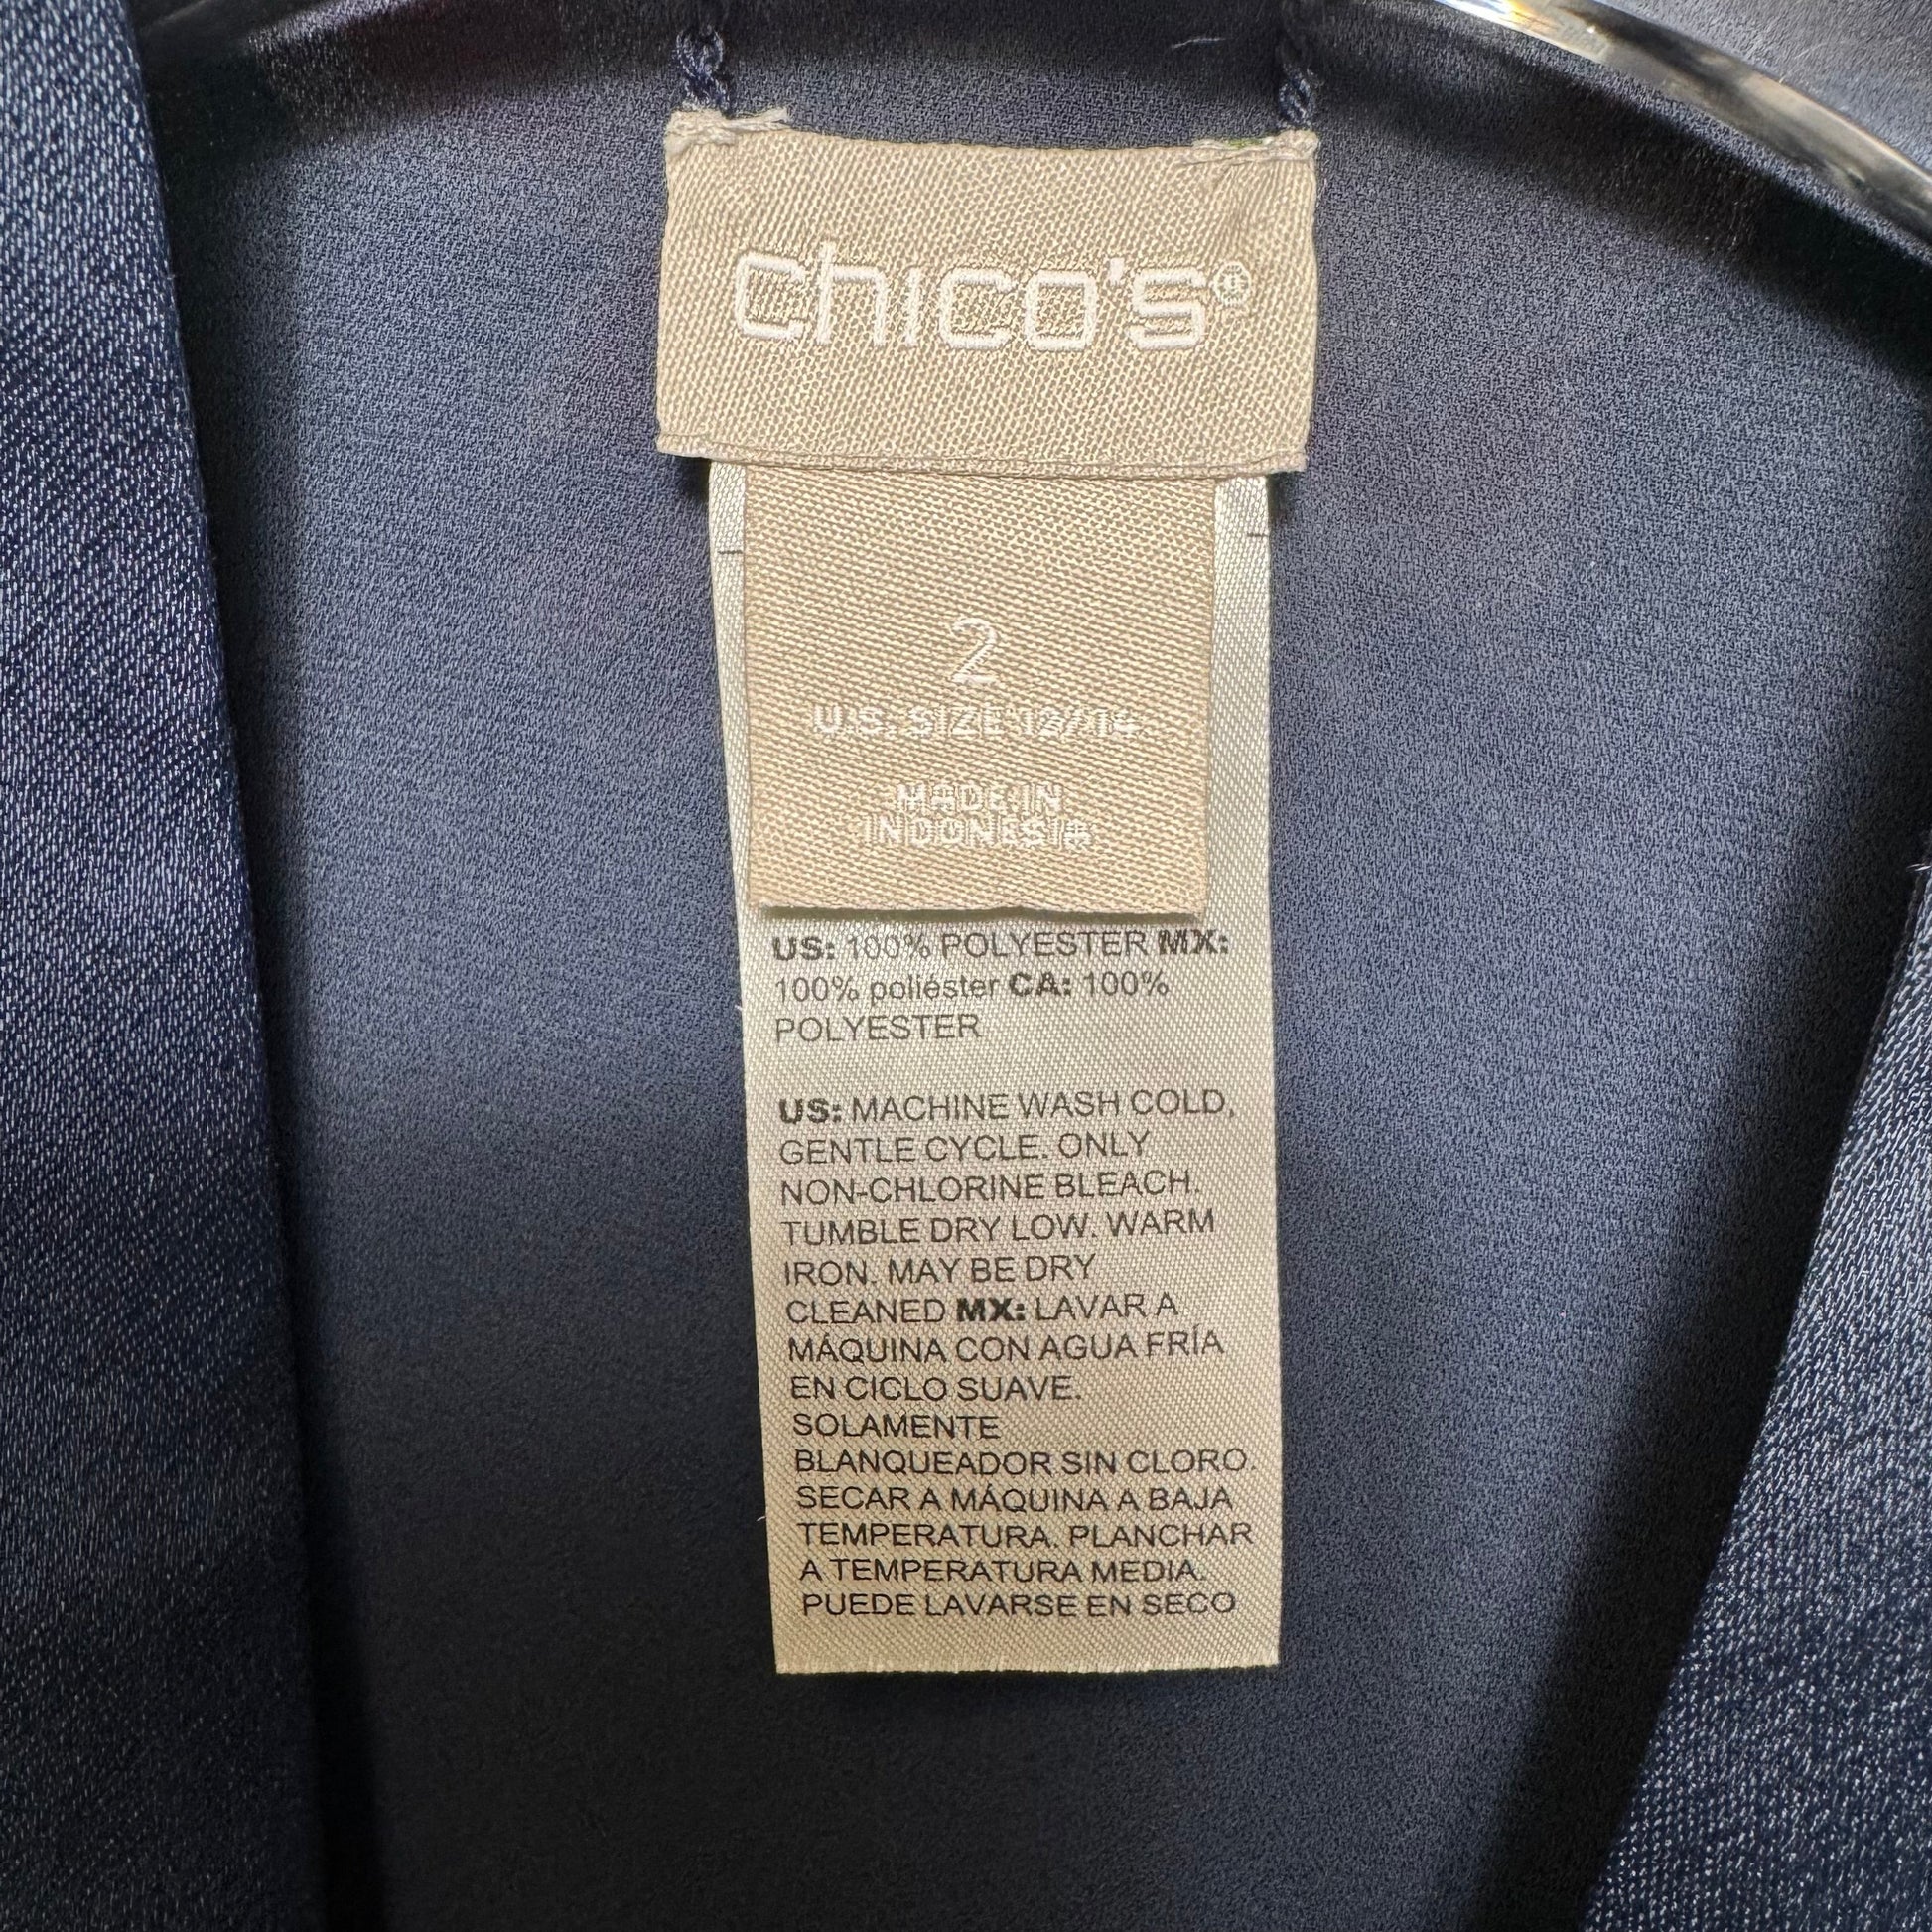 chico's®
2
U.S. SIZE 12/14
MADE IN
INDONESIA
US: 100% POLYESTER MX:
100% poliéster CA: 100%
POLYESTER
US: MACHINE WASH COLD,
GENTLE CYCLE. ONLY
NON-CHLORINE BLEACH.
TUMBLE DRY LOW. WARM
IRON. MAY BE DRY
CLEANED MX: LAVAR A
MÁQUINA CON AGUA FRÍA
EN CICLO SUAVE.
SOLAMENTE
BLANQUEADOR SIN CLORO.
SECAR A MÁQUINA A BAJA
TEMPERATURA. PLANCHAR
A TEMPERATURA MEDIA.
PUEDE LAVARSE EN SECO